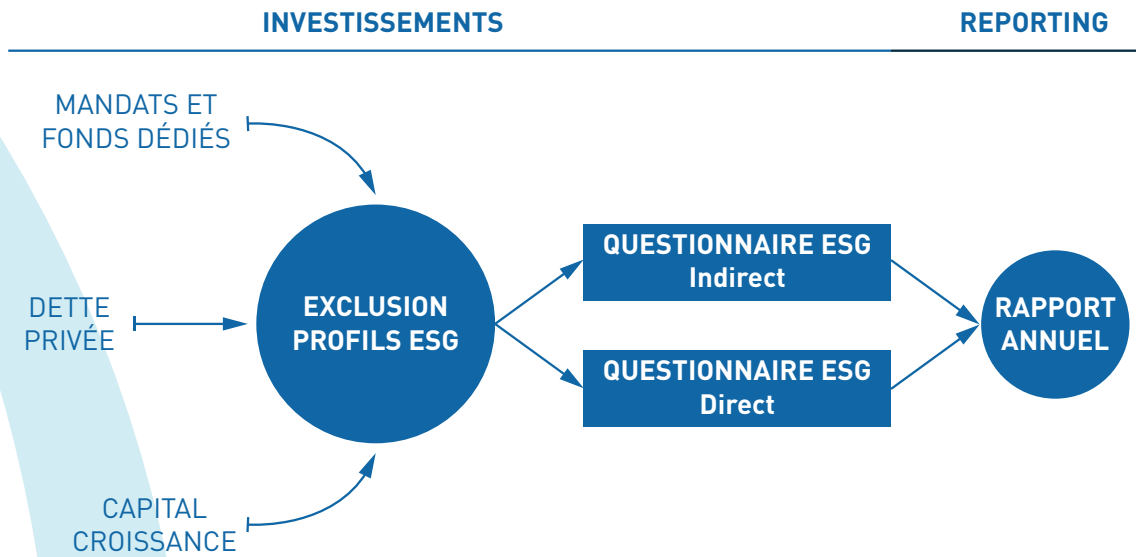 INVESTISSEMENTS
REPORTING
MANDATS ET
FONDS DÉDIÉS
DETTE
PRIVÉE
CAPITAL
CROISSANCE
EXCLUSION
PROFILS ESG
QUESTIONNAIRE ESG
Indirect
QUESTIONNAIRE ESG
Direct
RAPPORT
ANNUEL